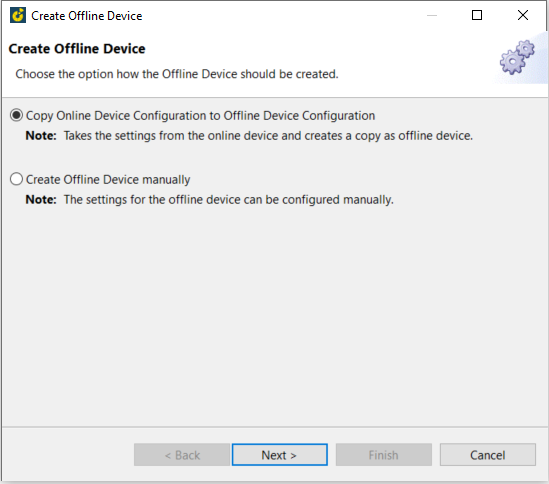 Create Offline Device
Create Offline Device
Choose the option how the Offline Device should be created.
Copy Online Device Configuration to Offline Device Configuration
Note: Takes the settings from the online device and creates a copy as offline device.
Create Offline Device manually
Note: The settings for the offline device can be configured manually.
< Back Next > Finish Cancel